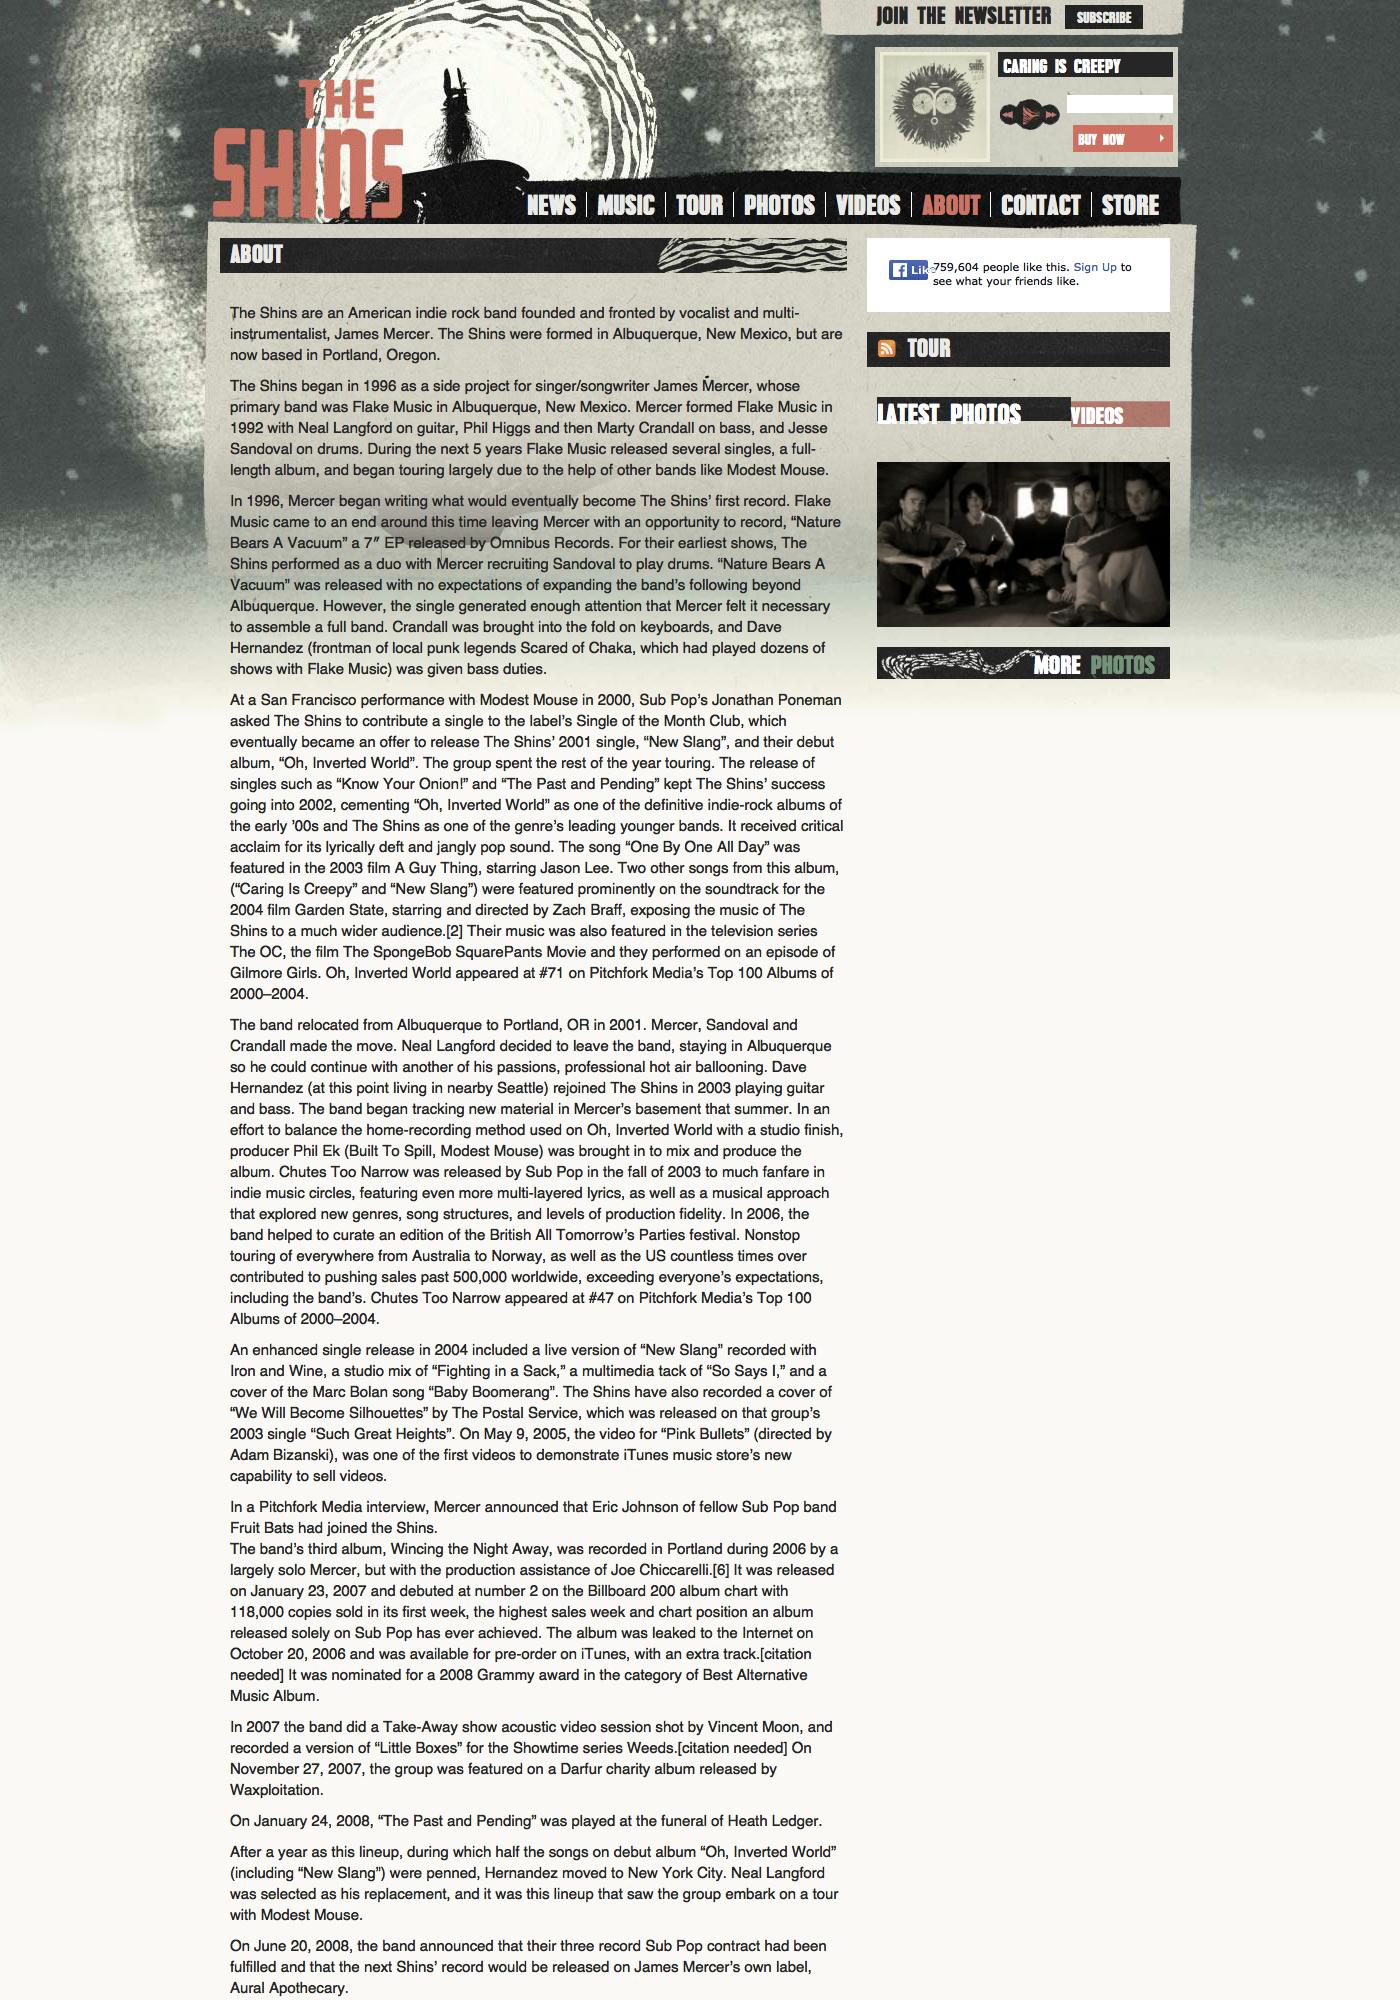 JOIN THE NEWSLETTER SUBSCRIBE
THE SHINS
CARING IS CREEPY
BUY NOW
THE
SHINS
NEWS MUSIC TOUR PHOTOS VIDEOS ABOUT CONTACT STORE
ABOUT
The Shins are an American indie rock band founded and fronted by vocalist and multi-
instrumentalist, James Mercer. The Shins were formed in Albuquerque, New Mexico, but are
now based in Portland, Oregon.
The Shins began in 1996 as a side project for singer/songwriter James Mercer, whose
primary band was Flake Music in Albuquerque, New Mexico. Mercer formed Flake Music in
1992 with Neal Langford on guitar, Phil Higgs and then Marty Crandall on bass, and Jesse
Sandoval on drums. During the next 5 years Flake Music released several singles, a full-
length album, and began touring largely due to the help of other bands like Modest Mouse.
In 1996, Mercer began writing what would eventually become The Shins’ first record. Flake
Music came to an end around this time leaving Mercer with an opportunity to record, “Nature
Bears A Vacuum” a 7″ EP released by Omnibus Records. For their earliest shows, The
Shins performed as a duo with Mercer recruiting Sandoval to play drums. “Nature Bears A
Vacuum” was released with no expectations of expanding the band’s following beyond
Albuquerque. However, the single generated enough attention that Mercer felt it necessary
to assemble a full band. Crandall was brought into the fold on keyboards, and Dave
Hernandez (frontman of local punk legends Scared of Chaka, which had played dozens of
shows with Flake Music) was given bass duties.
At a San Francisco performance with Modest Mouse in 2000, Sub Pop’s Jonathan Poneman
asked The Shins to contribute a single to the label’s Single of the Month Club, which
eventually became an offer to release The Shins’ 2001 single, “New Slang”, and their debut
album, “Oh, Inverted World”. The group spent the rest of the year touring. The release of
singles such as “Know Your Onion!” and “The Past and Pending” kept The Shins’ success
going into 2002, cementing “Oh, Inverted World” as one of the definitive indie-rock albums of
the early ’00s and The Shins as one of the genre’s leading younger bands. It received critical
acclaim for its lyrically deft and jangly pop sound. The song “One By One All Day” was
featured in the 2003 film A Guy Thing, starring Jason Lee. Two other songs from this album,
(“Caring Is Creepy” and “New Slang”) were featured prominently on the soundtrack for the
2004 film Garden State, starring and directed by Zach Braff, exposing the music of The
Shins to a much wider audience.[2] Their music was also featured in the television series
The OC, the film The SpongeBob SquarePants Movie and they performed on an episode of
Gilmore Girls. Oh, Inverted World appeared at #71 on Pitchfork Media’s Top 100 Albums of
2000–2004.
The band relocated from Albuquerque to Portland, OR in 2001. Mercer, Sandoval and
Crandall made the move. Neal Langford decided to leave the band, staying in Albuquerque
so he could continue with another of his passions, professional hot air ballooning. Dave
Hernandez (at this point living in nearby Seattle) rejoined The Shins in 2003 playing guitar
and bass. The band began tracking new material in Mercer’s basement that summer. In an
effort to balance the home-recording method used on Oh, Inverted World with a studio finish,
producer Phil Ek (Built To Spill, Modest Mouse) was brought in to mix and produce the
album. Chutes Too Narrow was released by Sub Pop in the fall of 2003 to much fanfare in
indie music circles, featuring even more multi-layered lyrics, as well as a musical approach
that explored new genres, song structures, and levels of production fidelity. In 2006, the
band helped to curate an edition of the British All Tomorrow’s Parties festival. Nonstop
touring of everywhere from Australia to Norway, as well as the US countless times over
contributed to pushing sales past 500,000 worldwide, exceeding everyone’s expectations,
including the band’s. Chutes Too Narrow appeared at #47 on Pitchfork Media’s Top 100
Albums of 2000–2004.
An enhanced single release in 2004 included a live version of “New Slang” recorded with
Iron and Wine, a studio mix of “Fighting in a Sack,” a multimedia tack of “So Says I,” and a
cover of the Marc Bolan song “Baby Boomerang”. The Shins have also recorded a cover of
“We Will Become Silhouettes” by The Postal Service, which was released on that group’s
2003 single “Such Great Heights”. On May 9, 2005, the video for “Pink Bullets” (directed by
Adam Bizanski), was one of the first videos to demonstrate iTunes music store’s new
capability to sell videos.
In a Pitchfork Media interview, Mercer announced that Eric Johnson of fellow Sub Pop band
Fruit Bats had joined the Shins.
The band’s third album, Wincing the Night Away, was recorded in Portland during 2006 by a
largely solo Mercer, but with the production assistance of Joe Chiccarelli.[6] It was released
on January 23, 2007 and debuted at number 2 on the Billboard 200 album chart with
118,000 copies sold in its first week, the highest sales week and chart position an album
released solely on Sub Pop has ever achieved. The album was leaked to the Internet on
October 20, 2006 and was available for pre-order on iTunes, with an extra track.[citation
needed] It was nominated for a 2008 Grammy award in the category of Best Alternative
Music Album.
In 2007 the band did a Take-Away show acoustic video session shot by Vincent Moon, and
recorded a version of “Little Boxes” for the Showtime series Weeds.[citation needed] On
November 27, 2007, the group was featured on a Darfur charity album released by
Waxploitation.
On January 24, 2008, “The Past and Pending” was played at the funeral of Heath Ledger.
After a year as this lineup, during which half the songs on debut album “Oh, Inverted World”
(including “New Slang”) were penned, Hernandez moved to New York City. Neal Langford
was selected as his replacement, and it was this lineup that saw the group embark on a tour
with Modest Mouse.
On June 20, 2008, the band announced that their three record Sub Pop contract had been
fulfilled and that the next Shins’ record would be released on James Mercer’s own label,
Aural Apothecary.
Like 759,604 people like this. Sign Up to
see what your friends like.
TOUR
LATEST PHOTOS VIDEOS
MORE PHOTOS